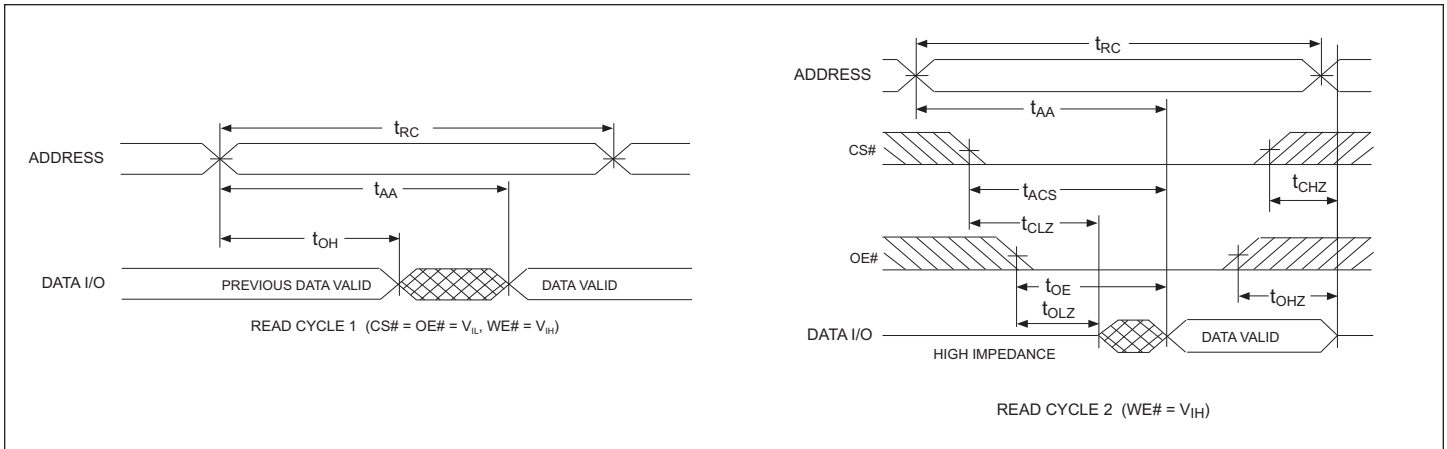 tRC
ADDRESS
tAA
tOH
DATA I/O
PREVIOUS DATA VALID
DATA VALID
READ CYCLE 1 (CS# = OE# = VIL, WE# = VIH)
tRC
ADDRESS
tAA
CS#
tACS
tCHZ
tCLZ
OE#
tOE
tOHZ
tOLZ
DATA I/O
HIGH IMPEDANCE
DATA VALID
READ CYCLE 2 (WE# = VIH)